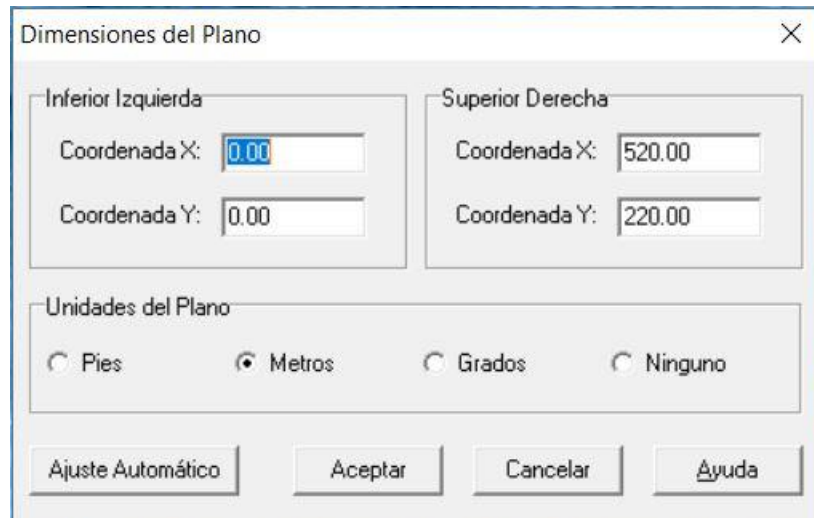 Dimensiones del Plano
Inferior Izquierda
Coordenada X: 0.00
Coordenada Y: 0.00
Superior Derecha
Coordenada X: 520.00
Coordenada Y: 220.00
Unidades del Plano
Pies Metros Grados Ninguno
Ajuste Automático Aceptar Cancelar Ayuda